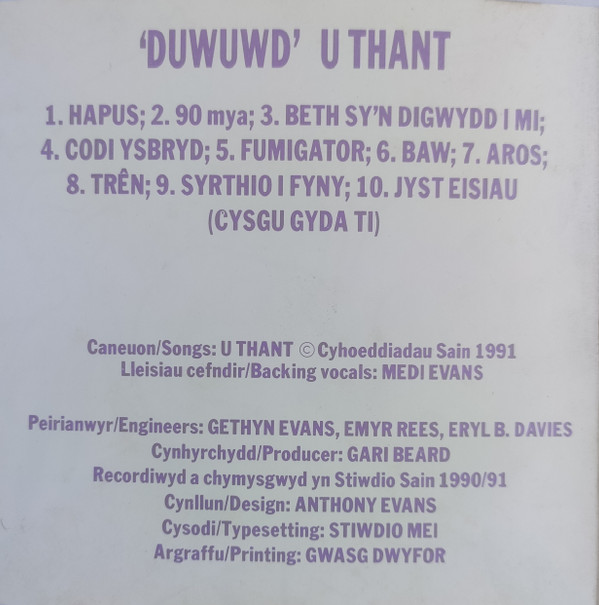 'DUWUWD' U THANT
1. HAPUS; 2. 90 mya; 3. BETH SY'N DIGWYDD I MI;
4. CODI YSBRYD; 5. FUMIGATOR; 6. BAW; 7. AROS;
8. TRÊN; 9. SYRTHIO I FYNY; 10. JYST EISIAU
(CYSGU GYDA TI)
Caneuon/Songs: U THANT © Cyhoeddiadau Sain 1991
Lleisiau cefndir/Backing vocals: MEDI EVANS
Peirianwyr/Engineers: GETHYN EVANS, EMYR REES, ERYL B. DAVIES
Cynhyrchydd/Producer: GARI BEARD
Recordiwyd a chymysgwyd yn Stiwdio Sain 1990/91
Cynllun/Design: ANTHONY EVANS
Cysodi/Typesetting: STIWDIO MEI
Argraffu/Printing: GWASG DWYFOR